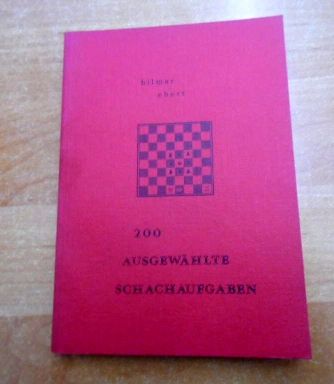 hilmar
ebert
200
AUSGEWÄHLTE
SCHACHAUFGABEN